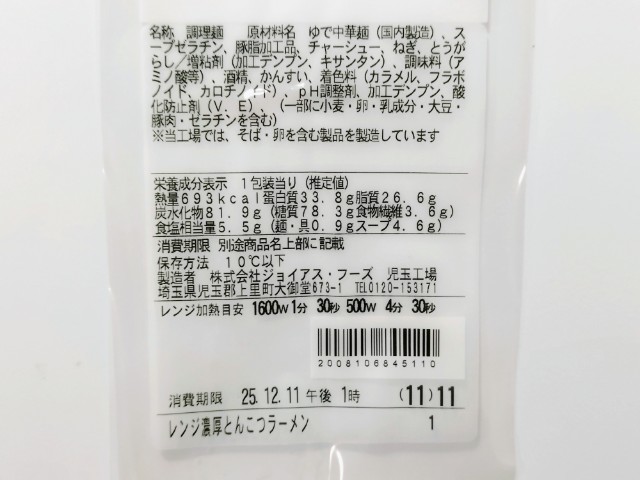 名称 調理麺 原材料名 ゆで中華麺（国内製造）、ス
ープゼラチン、豚脂加工品、チャーシュー、ねぎ、とうが
らし／増粘剤（加工デンプン、キサンタン）、調味料（ア
ミノ酸等）、酒精、かんすい、着色料（カラメル、フラボ
ノイド、カロチノイド）、ｐＨ調整剤、加工デンプン、酸
化防止剤（Ｖ．Ｅ）、（一部に小麦・卵・乳成分・大豆・
豚肉・ゼラチンを含む）
※当工場では、そば・卵を含む製品を製造しています
栄養成分表示 １包装当り（推定値）
熱量６９３ｋｃａｌ蛋白質３３．８ｇ脂質２６．６ｇ
炭水化物８１．９ｇ（糖質７８．３ｇ食物繊維３．６ｇ）
食塩相当量５．５ｇ（麺・具０．９ｇスープ４．６ｇ）
消費期限 別途商品名上部に記載
保存方法 １０℃以下
製造者 株式会社ジョイアス・フーズ 児玉工場
埼玉県児玉郡上里町大御堂673-1 TEL0120-153171
レンジ加熱目安 1600W 1分 30秒 500W 4分 30秒
2008106845110
消費期限 25.12.11 午後 1時 (11) 11
レンジ濃厚とんこつラーメン 1